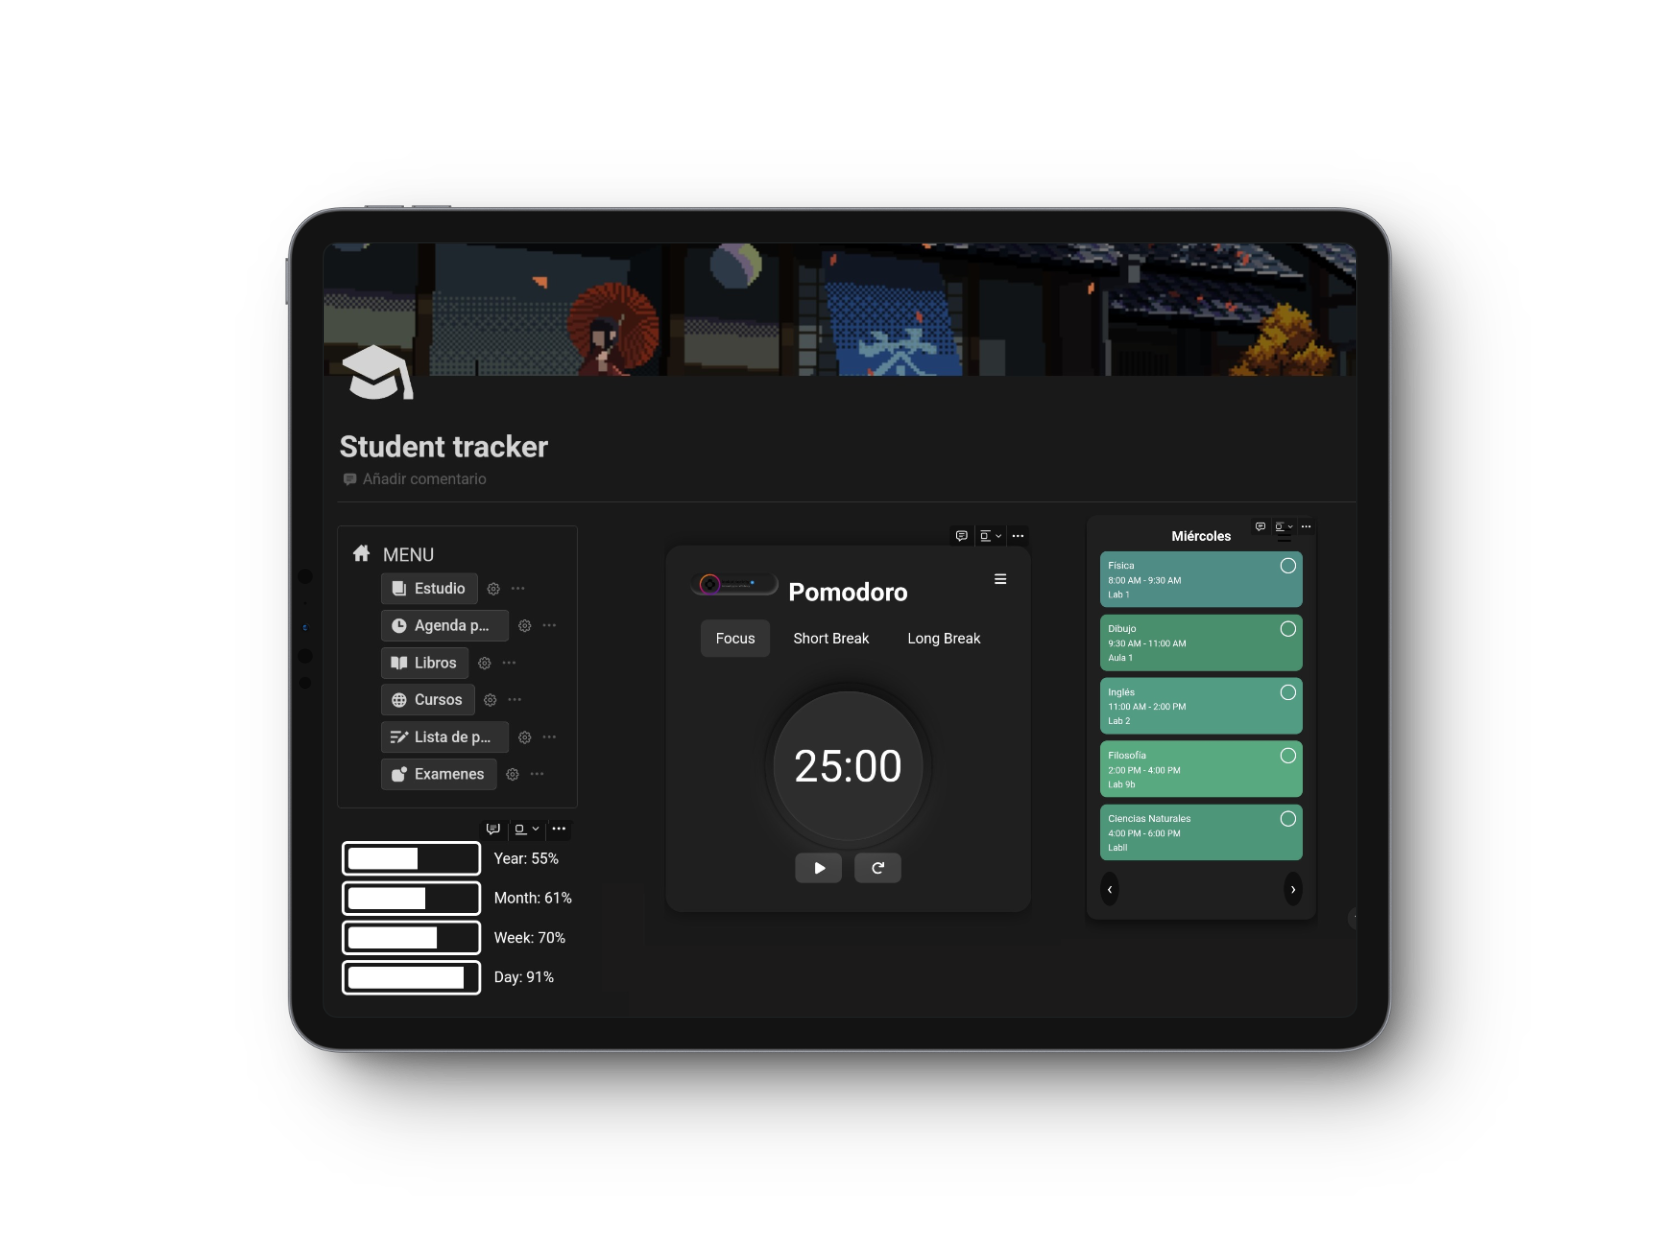 Student tracker
Añadir comentario
MENU
Estudio
Agenda p...
Libros
Cursos
Lista de p...
Examenes
Year: 55%
Month: 61%
Week: 70%
Day: 91%
Pomodoro
Focus Short Break Long Break
25:00
Miércoles
Física
8:00 AM - 9:30 AM
Lab 1
Dibujo
9:30 AM - 11:00 AM
Aula 1
Inglés
11:00 AM - 2:00 PM
Lab 2
Filosofía
2:00 PM - 4:00 PM
Lab 9b
Ciencias Naturales
4:00 PM - 6:00 PM
LabII